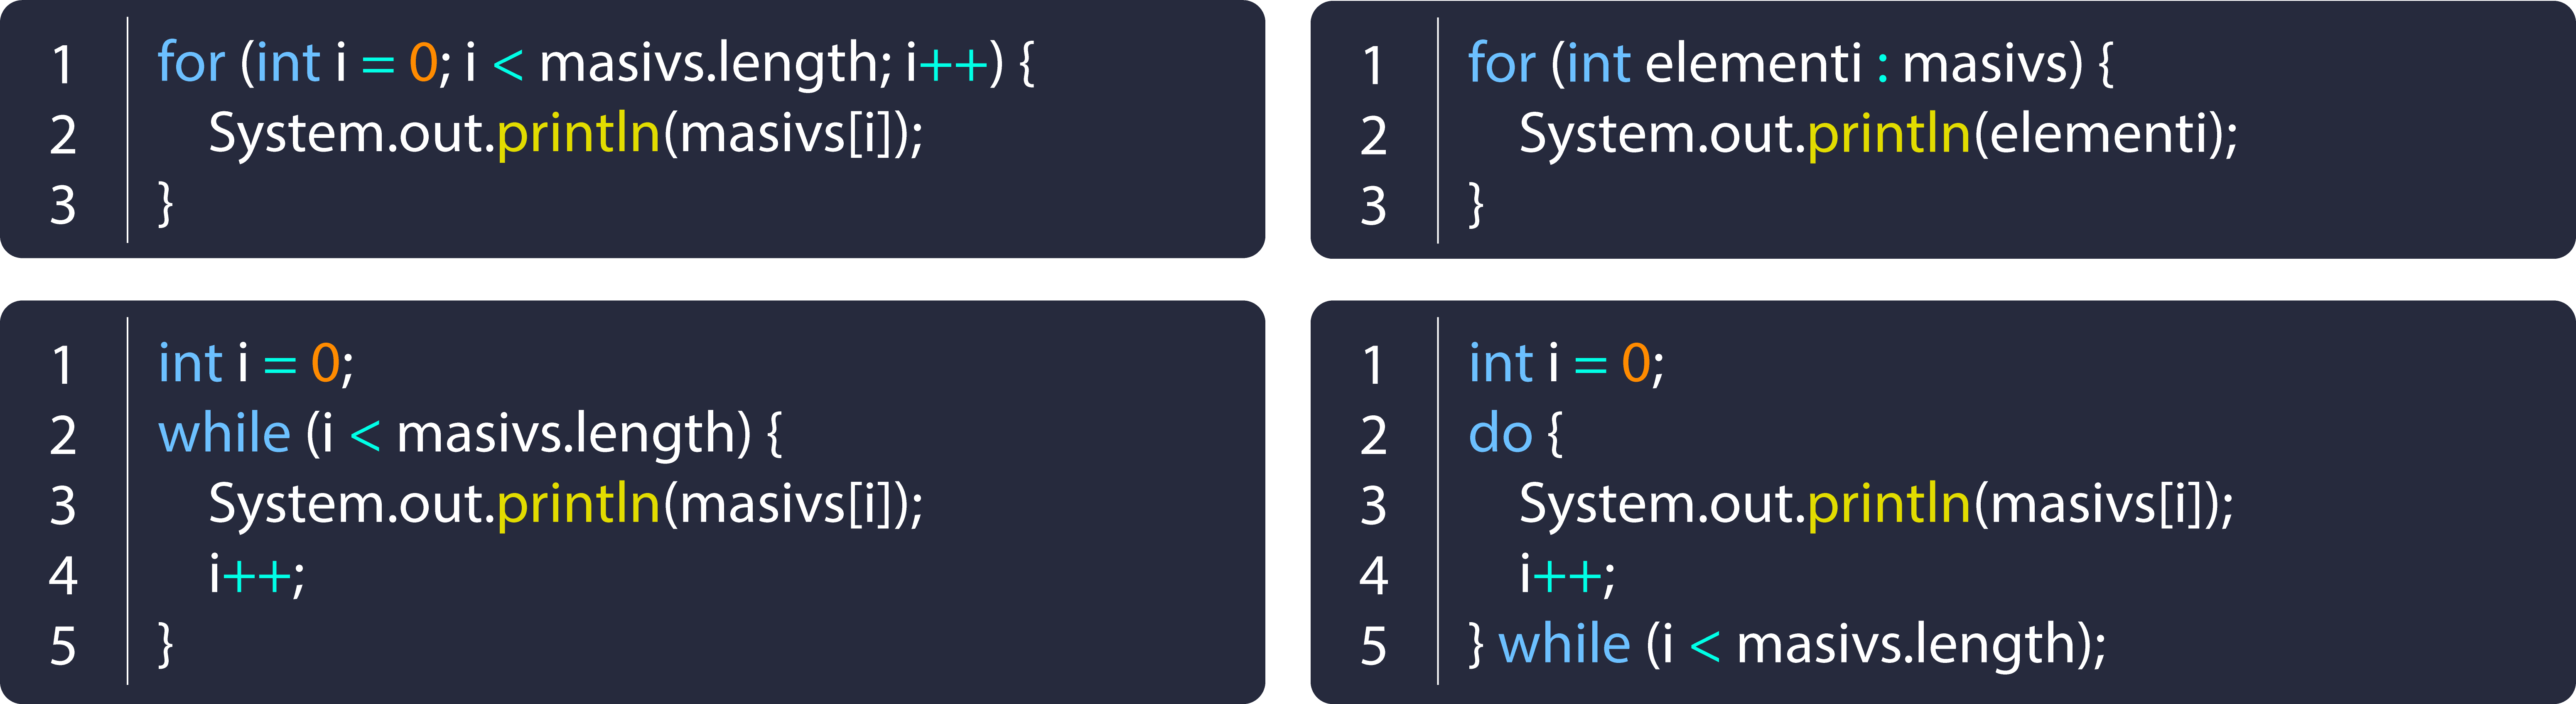 1 for (int i = 0; i < masivs.length; i++) {
2 System.out.println(masivs[i]);
3 }
1 for (int elementi : masivs) {
2 System.out.println(elementi);
3 }
1 int i = 0;
2 while (i < masivs.length) {
3 System.out.println(masivs[i]);
4 i++;
5 }
1 int i = 0;
2 do {
3 System.out.println(masivs[i]);
4 i++;
5 } while (i < masivs.length);